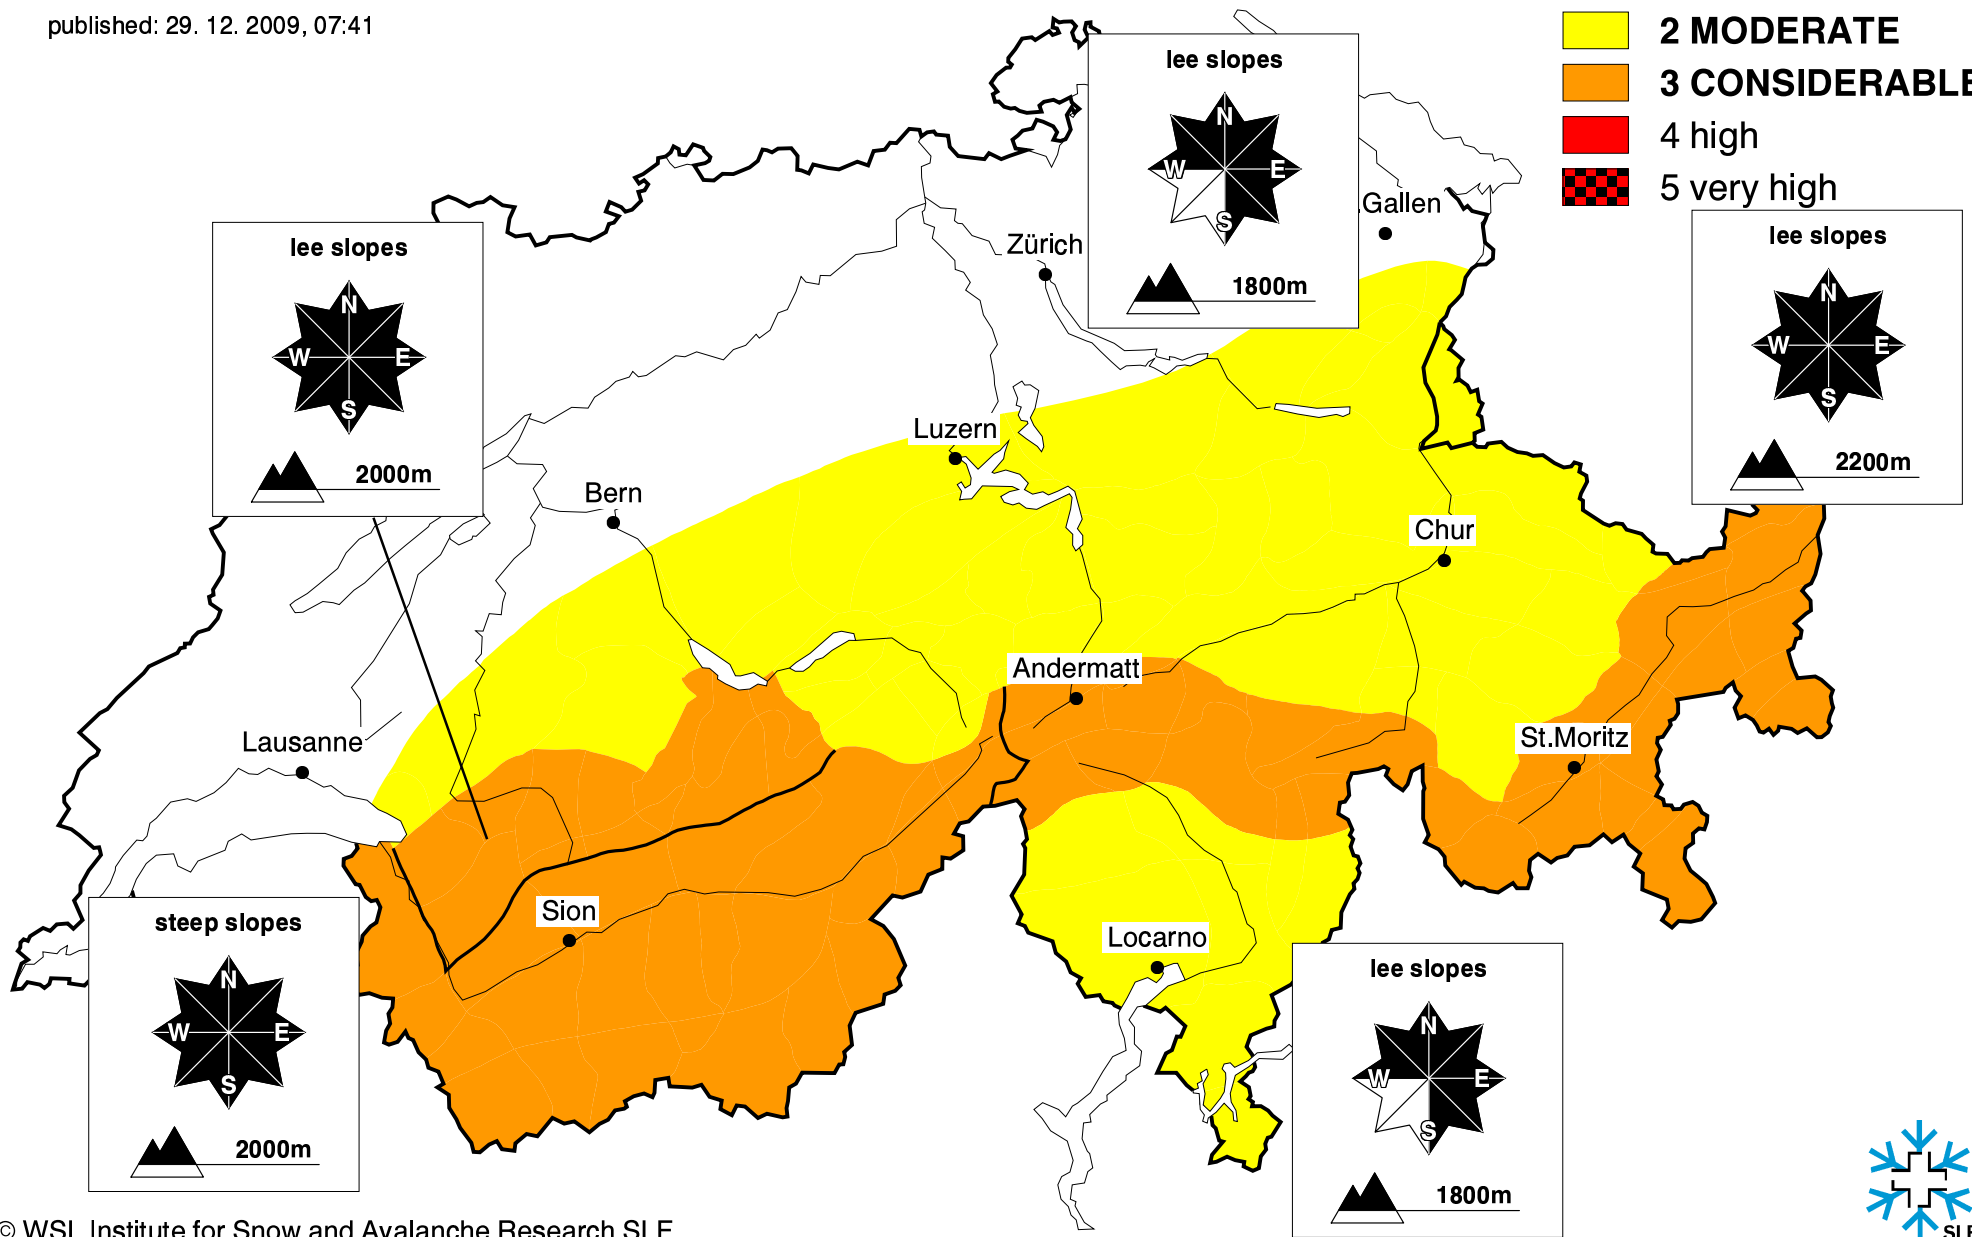 published: 29. 12. 2009, 07:41
2 MODERATE
3 CONSIDERABLE
4 high
5 very high
lee slopes
N
W E
S
1800m
.Gallen
Zürich
lee slopes
N
W E
S
2000m
lee slopes
N
W E
S
2200m
Luzern
Bern
Chur
Andermatt
St.Moritz
Lausanne
Sion
Locarno
steep slopes
N
W E
S
2000m
lee slopes
N
W E
S
1800m
© WSL Institute for Snow and Avalanche Research SLF
SLF